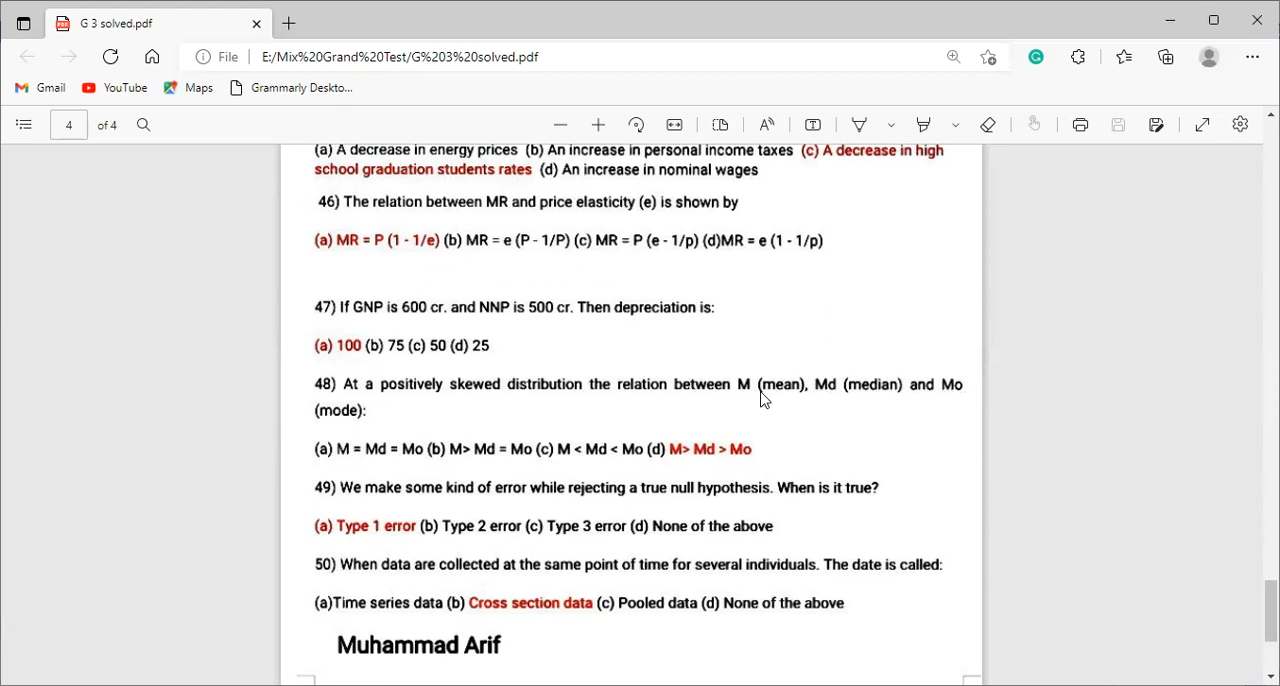 G 3 solved.pdf
File E:/Mix%20Grand%20Test/G%203%20solved.pdf
Gmail YouTube Maps Grammarly Deskto...
4 of 4
(a) A decrease in energy prices (b) An increase in personal income taxes (c) A decrease in high
school graduation students rates (d) An increase in nominal wages
46) The relation between MR and price elasticity (e) is shown by
(a) MR = P (1 - 1/e) (b) MR = e (P - 1/P) (c) MR = P (e - 1/p) (d)MR = e (1 - 1/p)
47) If GNP is 600 cr. and NNP is 500 cr. Then depreciation is:
(a) 100 (b) 75 (c) 50 (d) 25
48) At a positively skewed distribution the relation between M (mean), Md (median) and Mo
(mode):
(a) M = Md = Mo (b) M> Md = Mo (c) M < Md < Mo (d) M> Md > Mo
49) We make some kind of error while rejecting a true null hypothesis. When is it true?
(a) Type 1 error (b) Type 2 error (c) Type 3 error (d) None of the above
50) When data are collected at the same point of time for several individuals. The date is called:
(a)Time series data (b) Cross section data (c) Pooled data (d) None of the above
Muhammad Arif